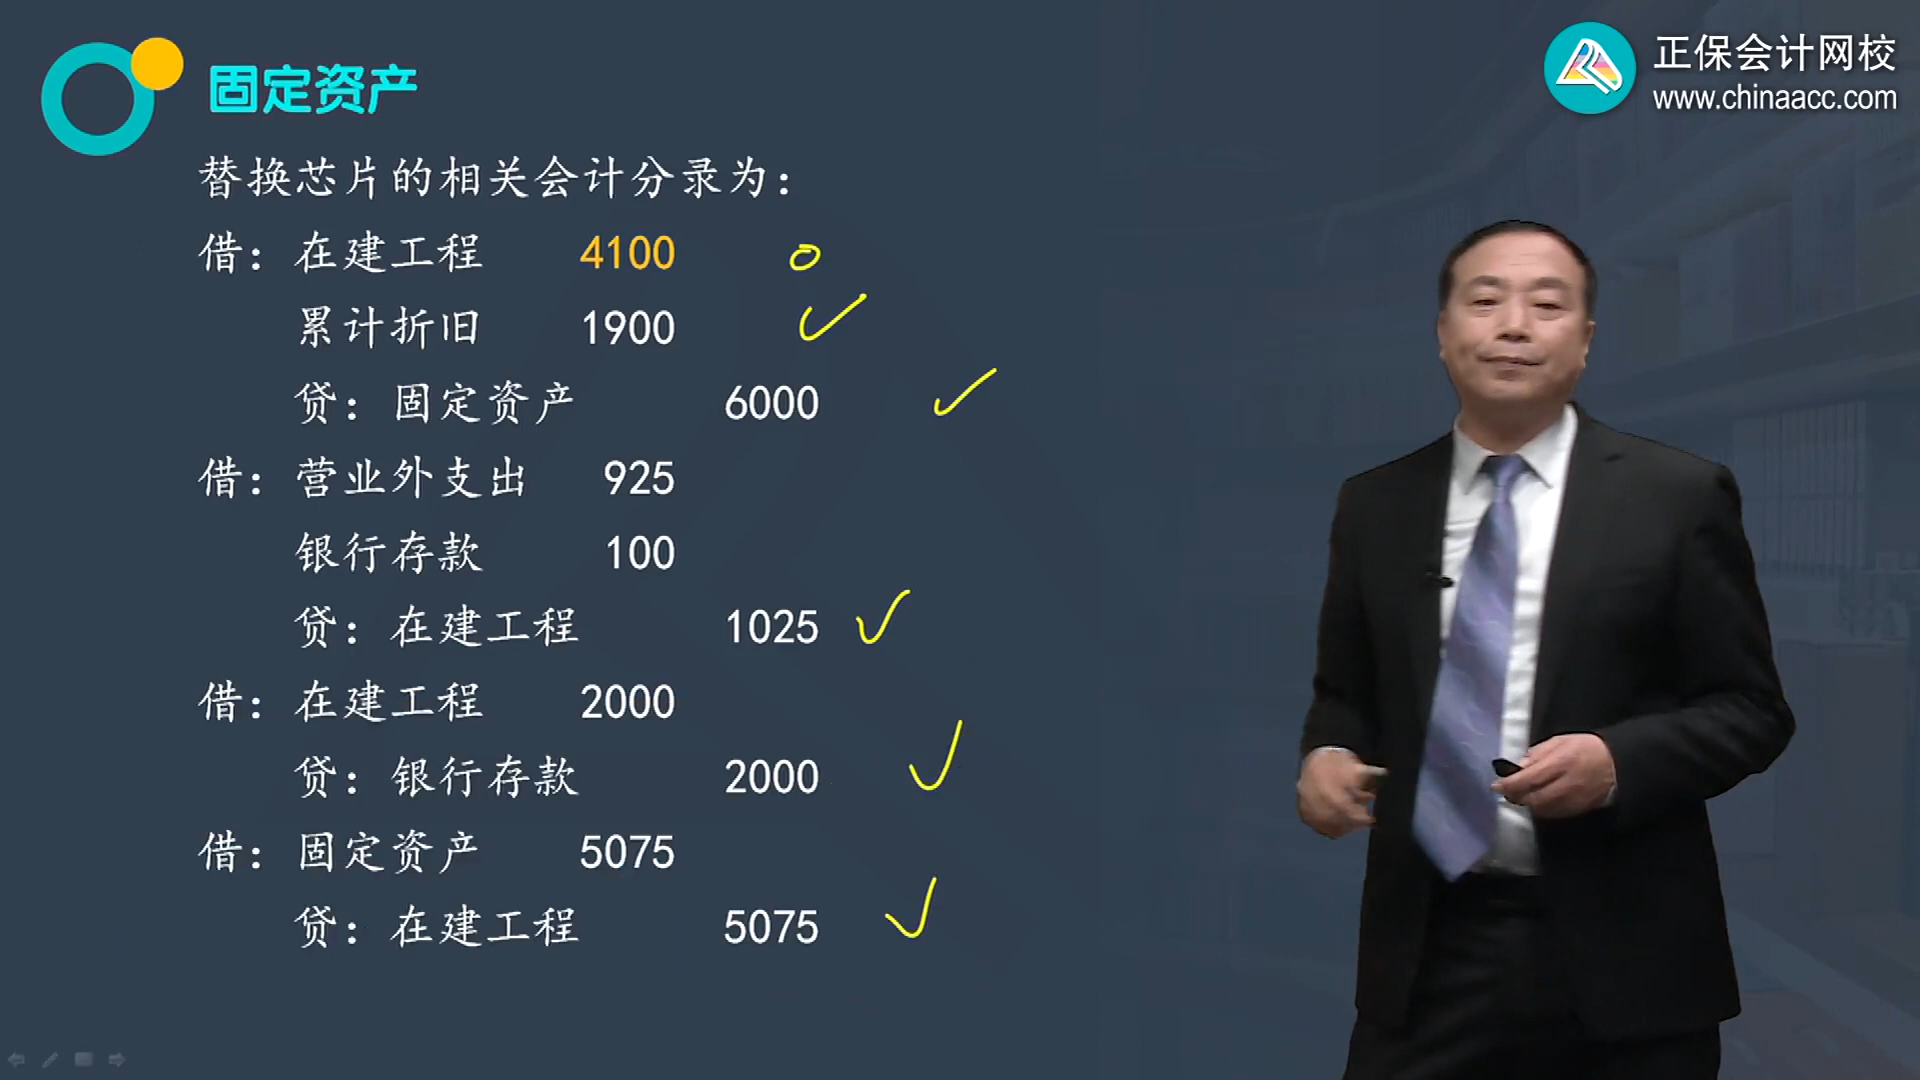 固定资产
正保会计网校
www.chinaacc.com
替换芯片的相关会计分录为：
借：在建工程 4100
累计折旧 1900
贷：固定资产 6000
借：营业外支出 925
银行存款 100
贷：在建工程 1025
借：在建工程 2000
贷：银行存款 2000
借：固定资产 5075
贷：在建工程 5075